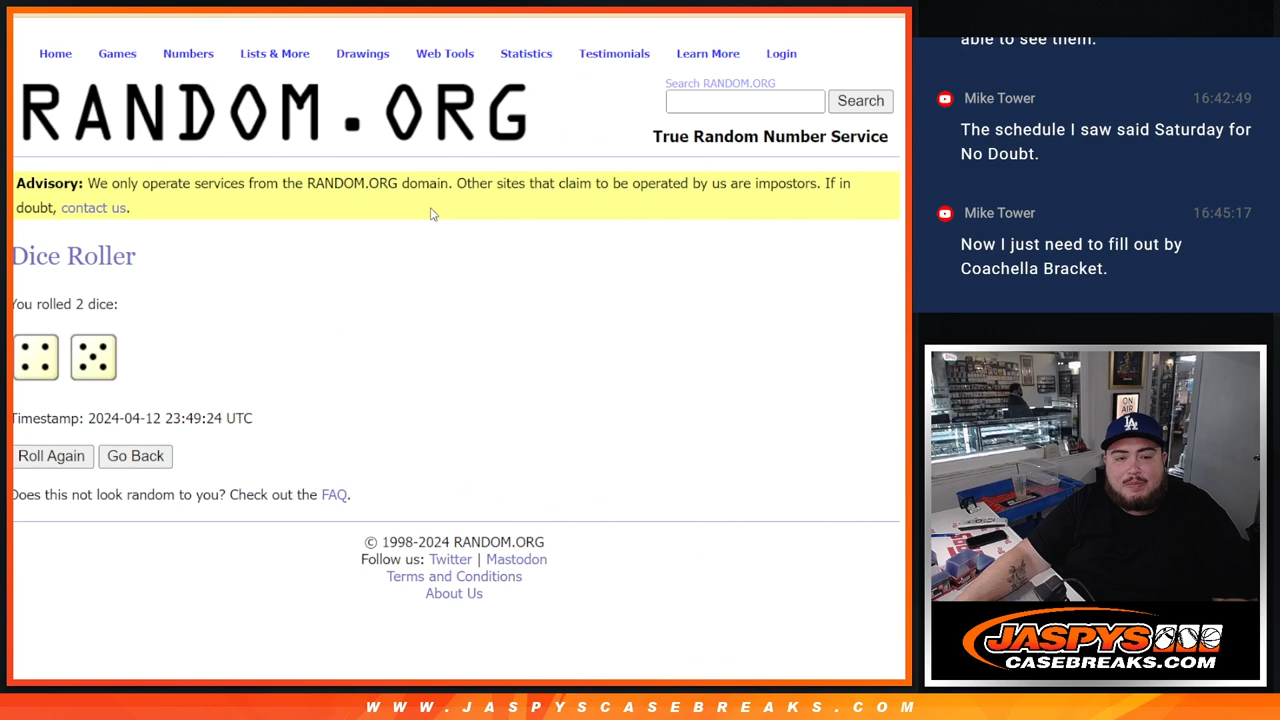 Home Games Numbers Lists & More Drawings Web Tools Statistics Testimonials Learn More Login
RANDOM.ORG
Search RANDOM.ORG
Search
True Random Number Service
Advisory: We only operate services from the RANDOM.ORG domain. Other sites that claim to be operated by us are impostors. If in
doubt, contact us.
Dice Roller
You rolled 2 dice:
Timestamp: 2024-04-12 23:49:24 UTC
Roll Again Go Back
Does this not look random to you? Check out the FAQ.
© 1998-2024 RANDOM.ORG
Follow us: Twitter | Mastodon
Terms and Conditions
About Us
able to see them.
Mike Tower 16:42:49
The schedule I saw said Saturday for
No Doubt.
Mike Tower 16:45:17
Now I just need to fill out by
Coachella Bracket.
ON
AIR
LA
JASPYS
CASEBREAKS.COM
WWW.JASPYSCASEBREAKS.COM